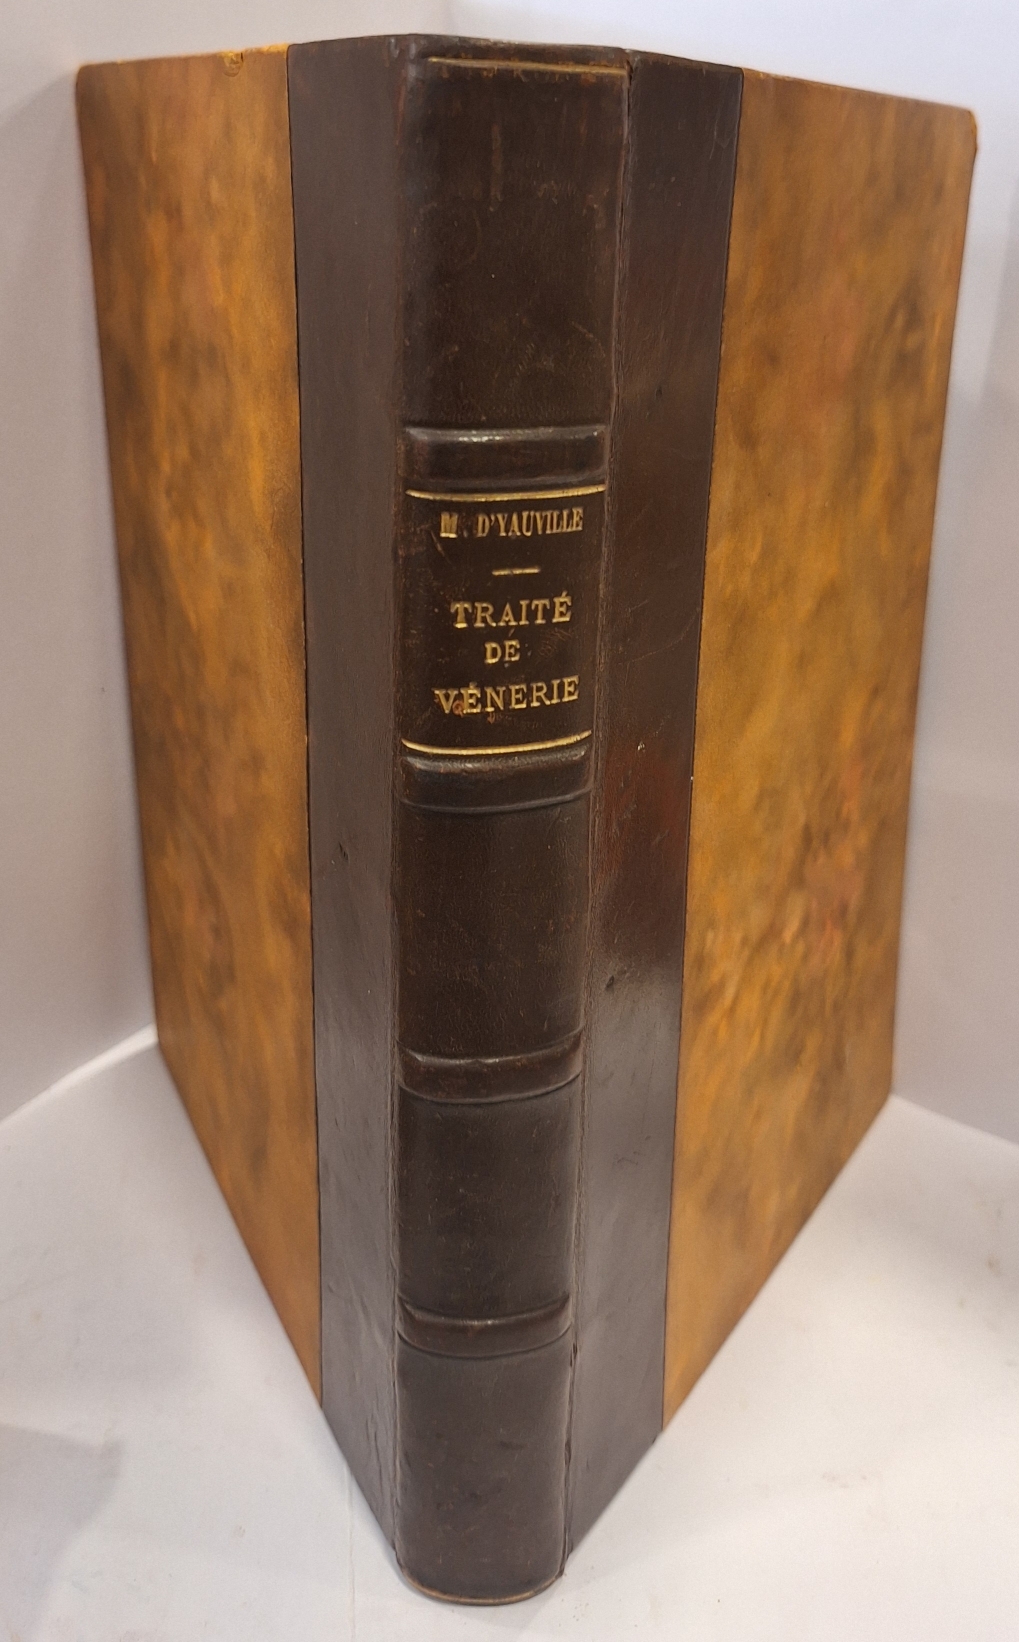 M. D'YAUVILLE
TRAITÉ
DE
VÉNERIE